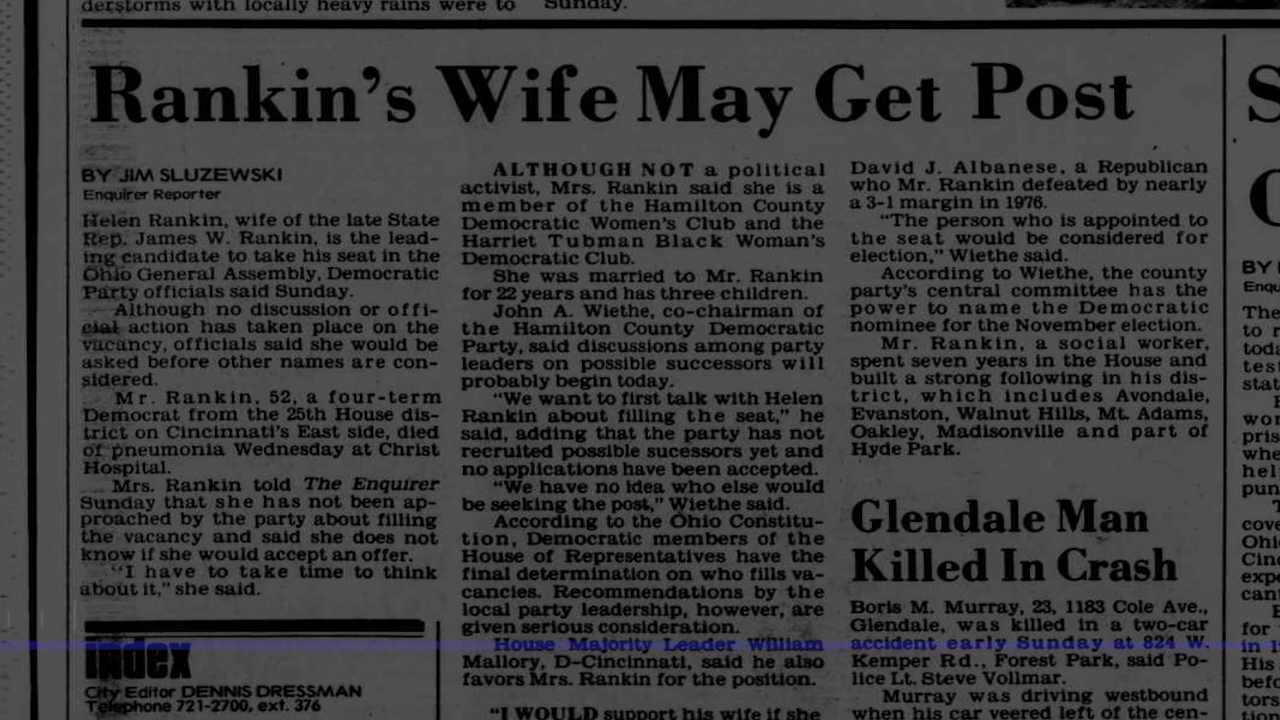 derstorms with locally heavy rains were to Sunday.
Rankin's Wife May Get Post
BY JIM SLUZEWSKI
Enquirer Reporter
Helen Rankin, wife of the late State
Rep. James W. Rankin, is the lead-
ing candidate to take his seat in the
Ohio General Assembly, Democratic
Party officials said Sunday.
Although no discussion or offi-
cial action has taken place on the
vacancy, officials said she would be
asked before other names are con-
sidered.
Mr. Rankin, 52, a four-term
Democrat from the 25th House dis-
trict on Cincinnati's East side, died
of pneumonia Wednesday at Christ
Hospital.
Mrs. Rankin told The Enquirer
Sunday that she has not been ap-
proached by the party about filling
the vacancy and said she does not
know if she would accept an offer.
"I have to take time to think
about it," she said.
index
City Editor DENNIS DRESSMAN
Telephone 721-2700, ext. 376
ALTHOUGH NOT a political
activist, Mrs. Rankin said she is a
member of the Hamilton County
Democratic Women's Club and the
Harriet Tubman Black Woman's
Democratic Club.
She was married to Mr. Rankin
for 22 years and has three children.
John A. Wiethe, co-chairman of
the Hamilton County Democratic
Party, said discussions among party
leaders on possible successors will
probably begin today.
"We want to first talk with Helen
Rankin about filling the seat," he
said, adding that the party has not
recruited possible sucessors yet and
no applications have been accepted.
"We have no idea who else would
be seeking the post," Wiethe said.
According to the Ohio Constitu-
tion, Democratic members of the
House of Representatives have the
final determination on who fills va-
cancies. Recommendations by the
local party leadership, however, are
given serious consideration.
House Majority Leader William
Mallory, D-Cincinnati, said he also
favors Mrs. Rankin for the position.
"I WOULD support his wife if she
David J. Albanese, a Republican
who Mr. Rankin defeated by nearly
a 3-1 margin in 1976.
"The person who is appointed to
the seat would be considered for
election," Wiethe said.
According to Wiethe, the county
party's central committee has the
power to name the Democratic
nominee for the November election.
Mr. Rankin, a social worker,
spent seven years in the House and
built a strong following in his dis-
trict, which includes Avondale,
Evanston, Walnut Hills, Mt. Adams,
Oakley, Madisonville and part of
Hyde Park.
Glendale Man
Killed In Crash
Boris M. Murray, 23, 1183 Cole Ave.,
Glendale, was killed in a two-car
accident early Sunday at 824 W.
Kemper Rd., Forest Park, said Po-
lice Lt. Steve Vollmar.
Murray was driving westbound
when his car veered left of the cen-